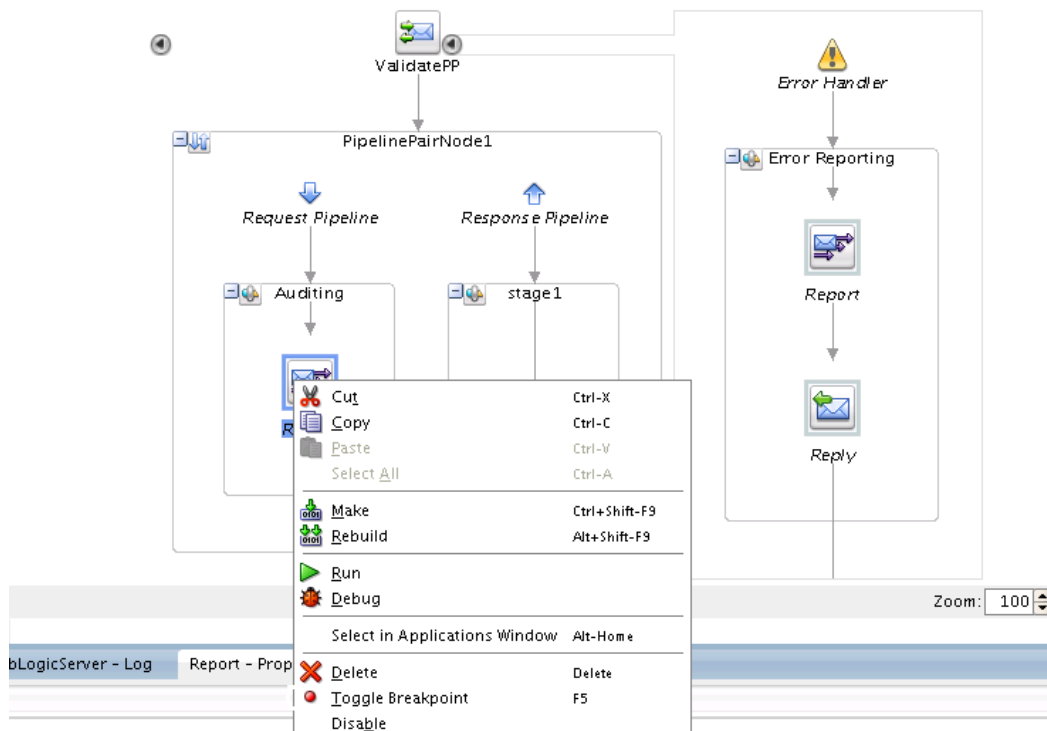 ValidatePP
Error Handler
PipelinePairNode1
Error Reporting
Request Pipeline
Response Pipeline
Auditing
stage1
Report
Cut Ctrl-X
Copy Ctrl-C
Paste Ctrl-V
Select All Ctrl-A
Reply
Make Ctrl+Shift-F9
Rebuild Alt+Shift-F9
Run
Debug
Zoom: 100
Select in Applications Window Alt-Home
bLogicServer - Log
Report - Prop
Delete Delete
Toggle Breakpoint F5
Disable